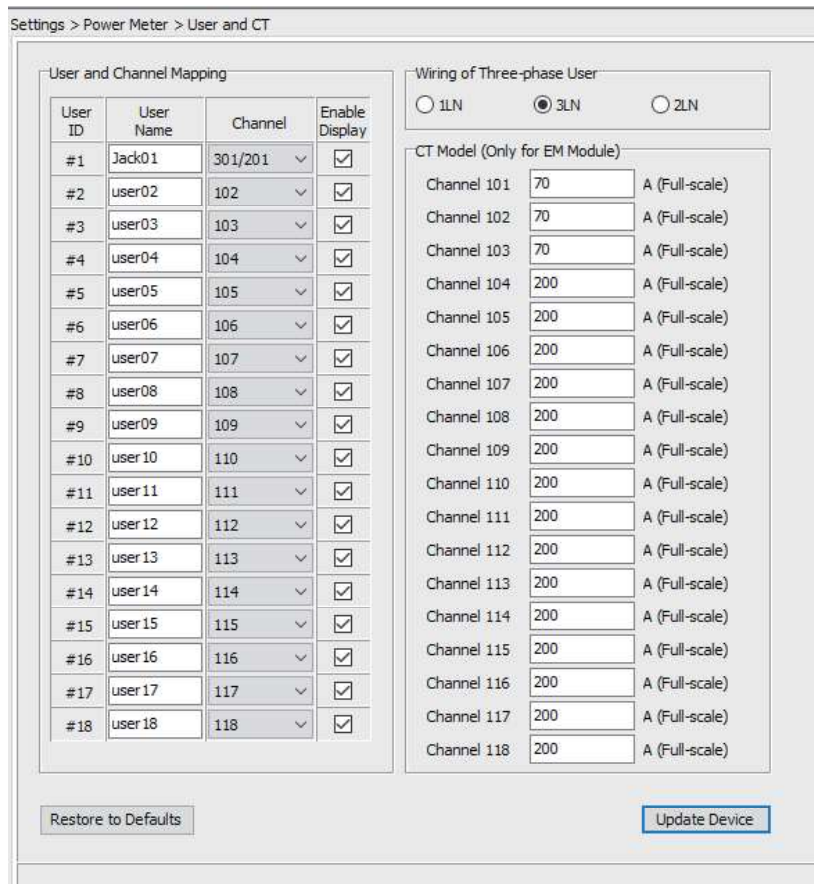 Settings > Power Meter > User and CT
User and Channel Mapping
User ID User Name Channel Enable Display
#1 Jack01 301/201
#2 user02 102
#3 user03 103
#4 user04 104
#5 user05 105
#6 user06 106
#7 user07 107
#8 user08 108
#9 user09 109
#10 user10 110
#11 user11 111
#12 user12 112
#13 user13 113
#14 user14 114
#15 user15 115
#16 user16 116
#17 user17 117
#18 user18 118
Wiring of Three-phase User
1LN 3LN 2LN
CT Model (Only for EM Module)
Channel 101 70 A (Full-scale)
Channel 102 70 A (Full-scale)
Channel 103 70 A (Full-scale)
Channel 104 200 A (Full-scale)
Channel 105 200 A (Full-scale)
Channel 106 200 A (Full-scale)
Channel 107 200 A (Full-scale)
Channel 108 200 A (Full-scale)
Channel 109 200 A (Full-scale)
Channel 110 200 A (Full-scale)
Channel 111 200 A (Full-scale)
Channel 112 200 A (Full-scale)
Channel 113 200 A (Full-scale)
Channel 114 200 A (Full-scale)
Channel 115 200 A (Full-scale)
Channel 116 200 A (Full-scale)
Channel 117 200 A (Full-scale)
Channel 118 200 A (Full-scale)
Restore to Defaults
Update Device